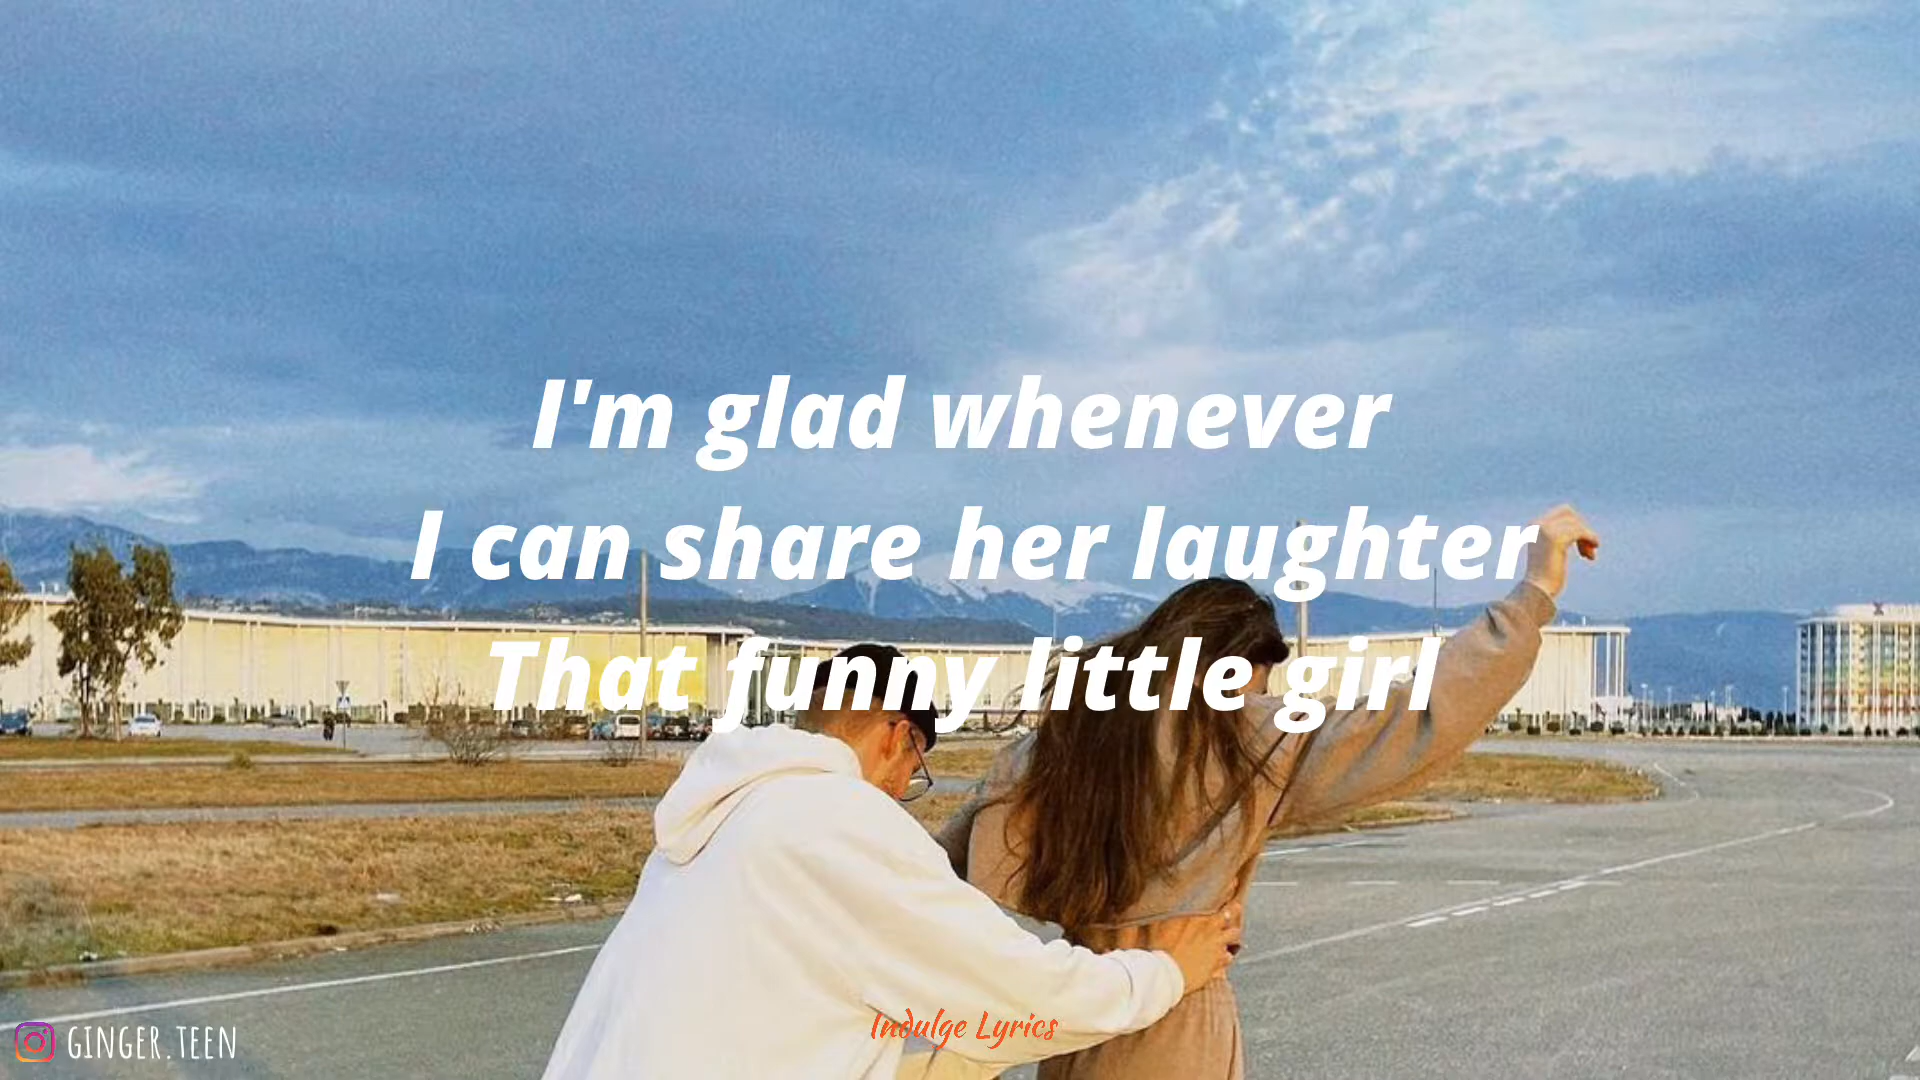 I'm glad whenever
I can share her laughter
That funny little girl
Indulge Lyrics
GINGER.TEEN